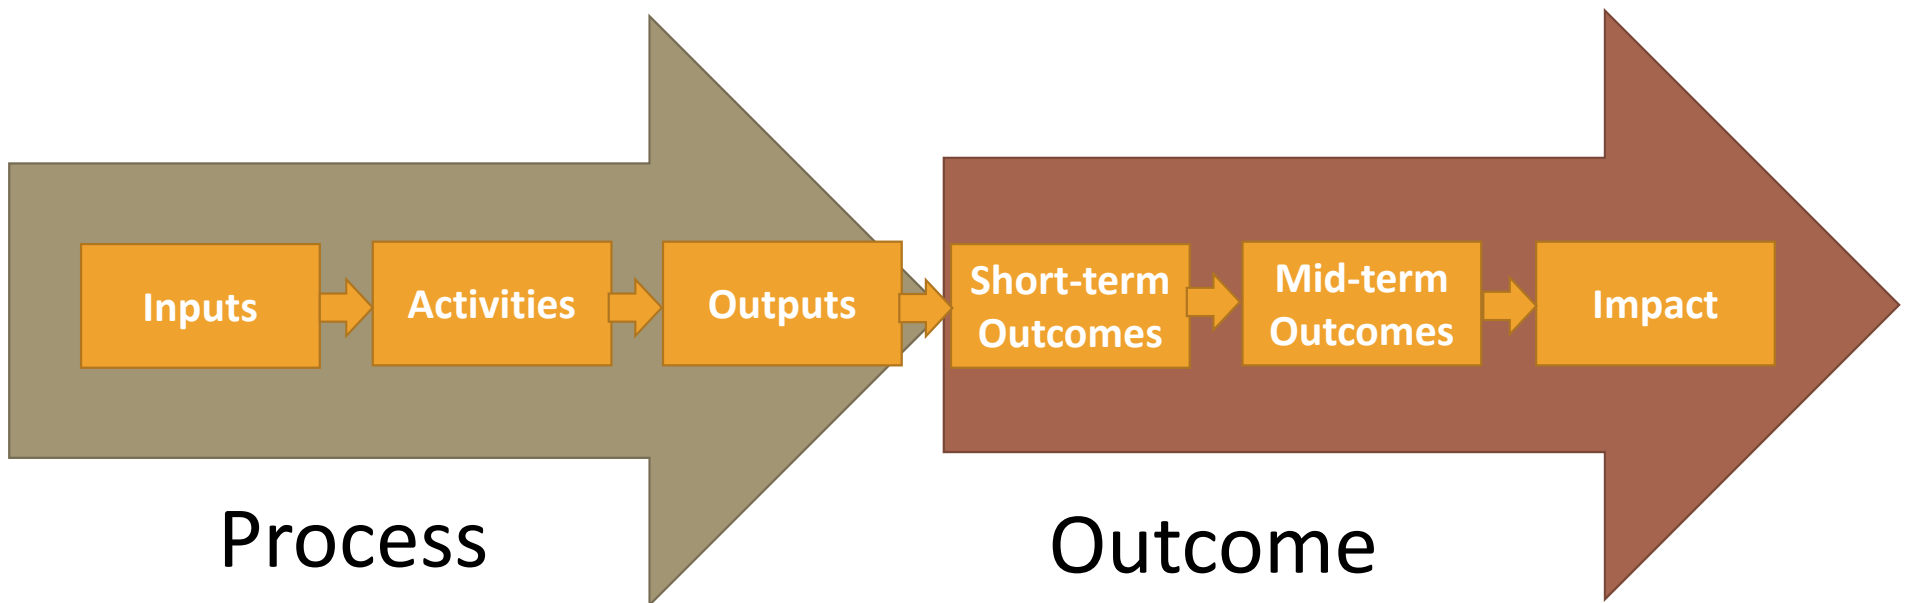 Inputs
Activities
Outputs
Short-term
Outcomes
Mid-term
Outcomes
Impact
Process
Outcome